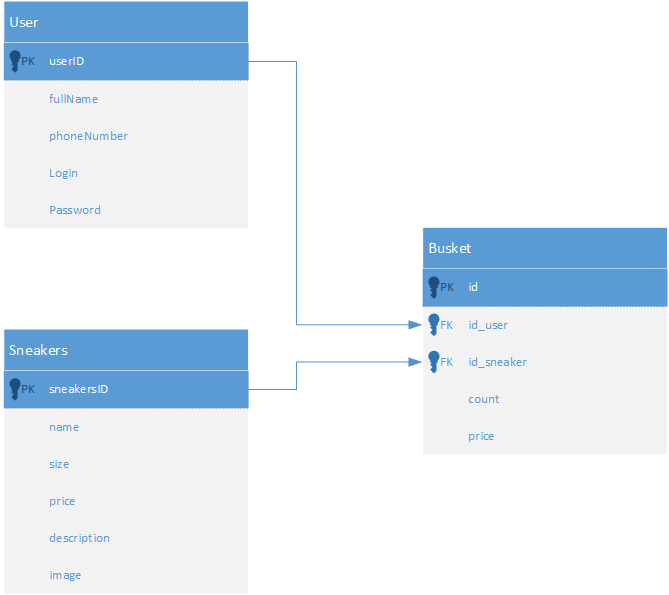 User
PK userID
fullName
phoneNumber
Login
Password
Busket
PK id
FK id_user
FK id_sneaker
count
price
Sneakers
PK sneakersID
name
size
price
description
image